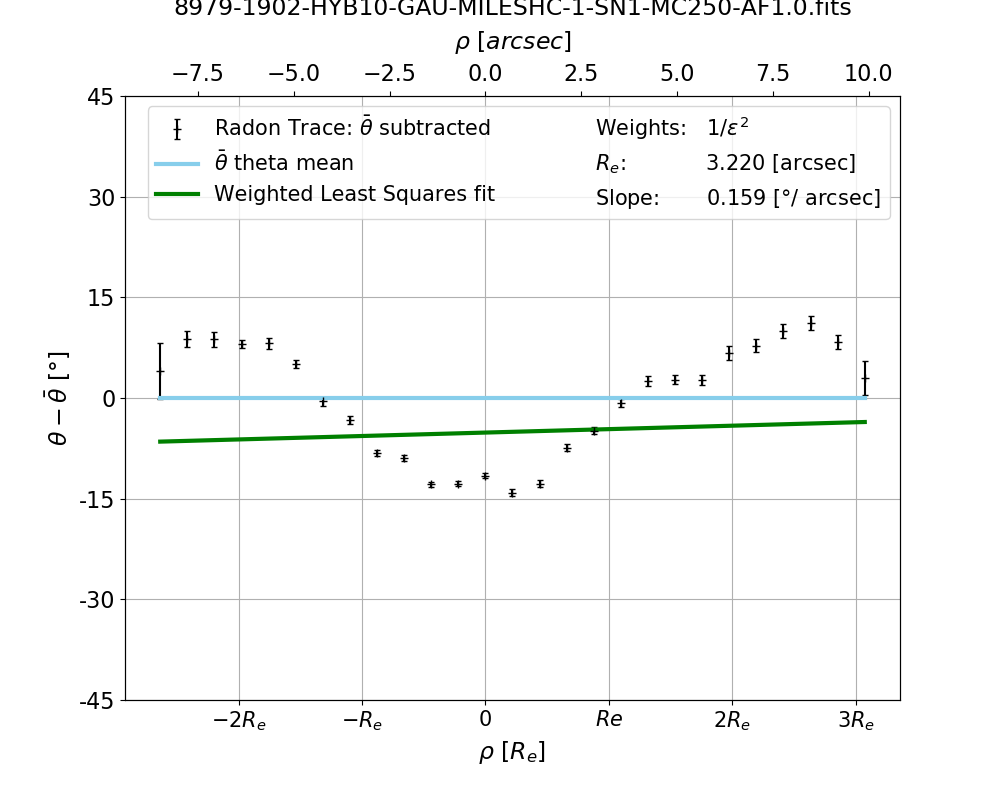 8979-1902-HYB10-GAU-MILESHC-1-SN1-MC250-AF1.0.fits
ρ [arcsec]
−7.5 −5.0 −2.5 0.0 2.5 5.0 7.5 10.0
Radon Trace: θ̄ subtracted
θ̄ theta mean
Weighted Least Squares fit
Weights: 1/ε²
Rₑ: 3.220 [arcsec]
Slope: 0.159 [°/ arcsec]
45
30
15
0
-15
-30
-45
θ − θ̄ [°]
−2Rₑ −Rₑ 0 Re 2Rₑ 3Rₑ
ρ [Rₑ]